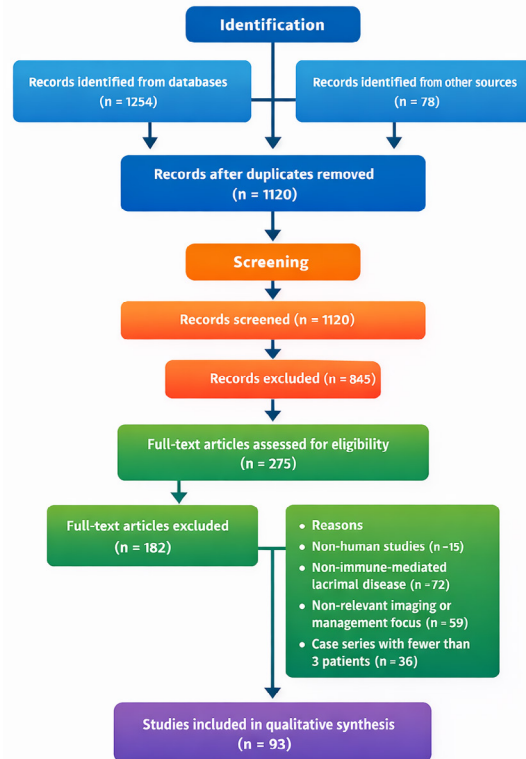 Identification
Records identified from databases
(n = 1254)
Records identified from other sources
(n = 78)
Records after duplicates removed
(n = 1120)
Screening
Records screened (n = 1120)
Records excluded (n = 845)
Full-text articles assessed for eligibility
(n = 275)
Full-text articles excluded
(n = 182)
• Reasons
• Non-human studies (n -15)
• Non-immune-mediated
lacrimal disease (n -72)
• Non-relevant imaging or
management focus (n = 59)
• Case series with fewer than
3 patients (n = 36)
Studies included in qualitative synthesis
(n = 93)